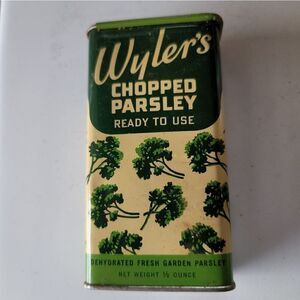 Wyler's
CHOPPED
PARSLEY
READY TO USE
DEHYDRATED FRESH GARDEN PARSLEY
NET WEIGHT ½ OUNCE